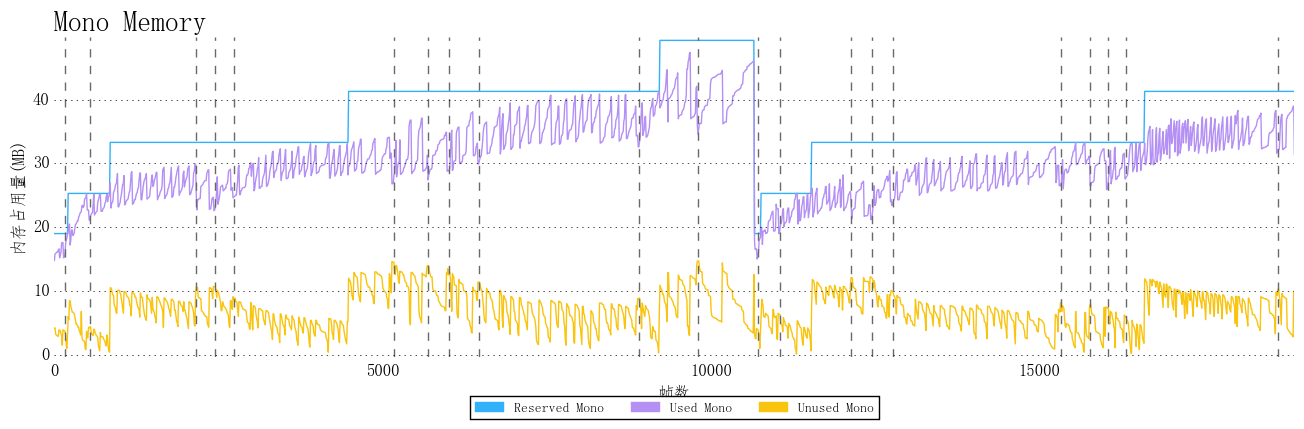 Mono Memory
内存占用量(MB)
40
30
20
10
0
0 5000 10000 15000
帧数
Reserved Mono Used Mono Unused Mono